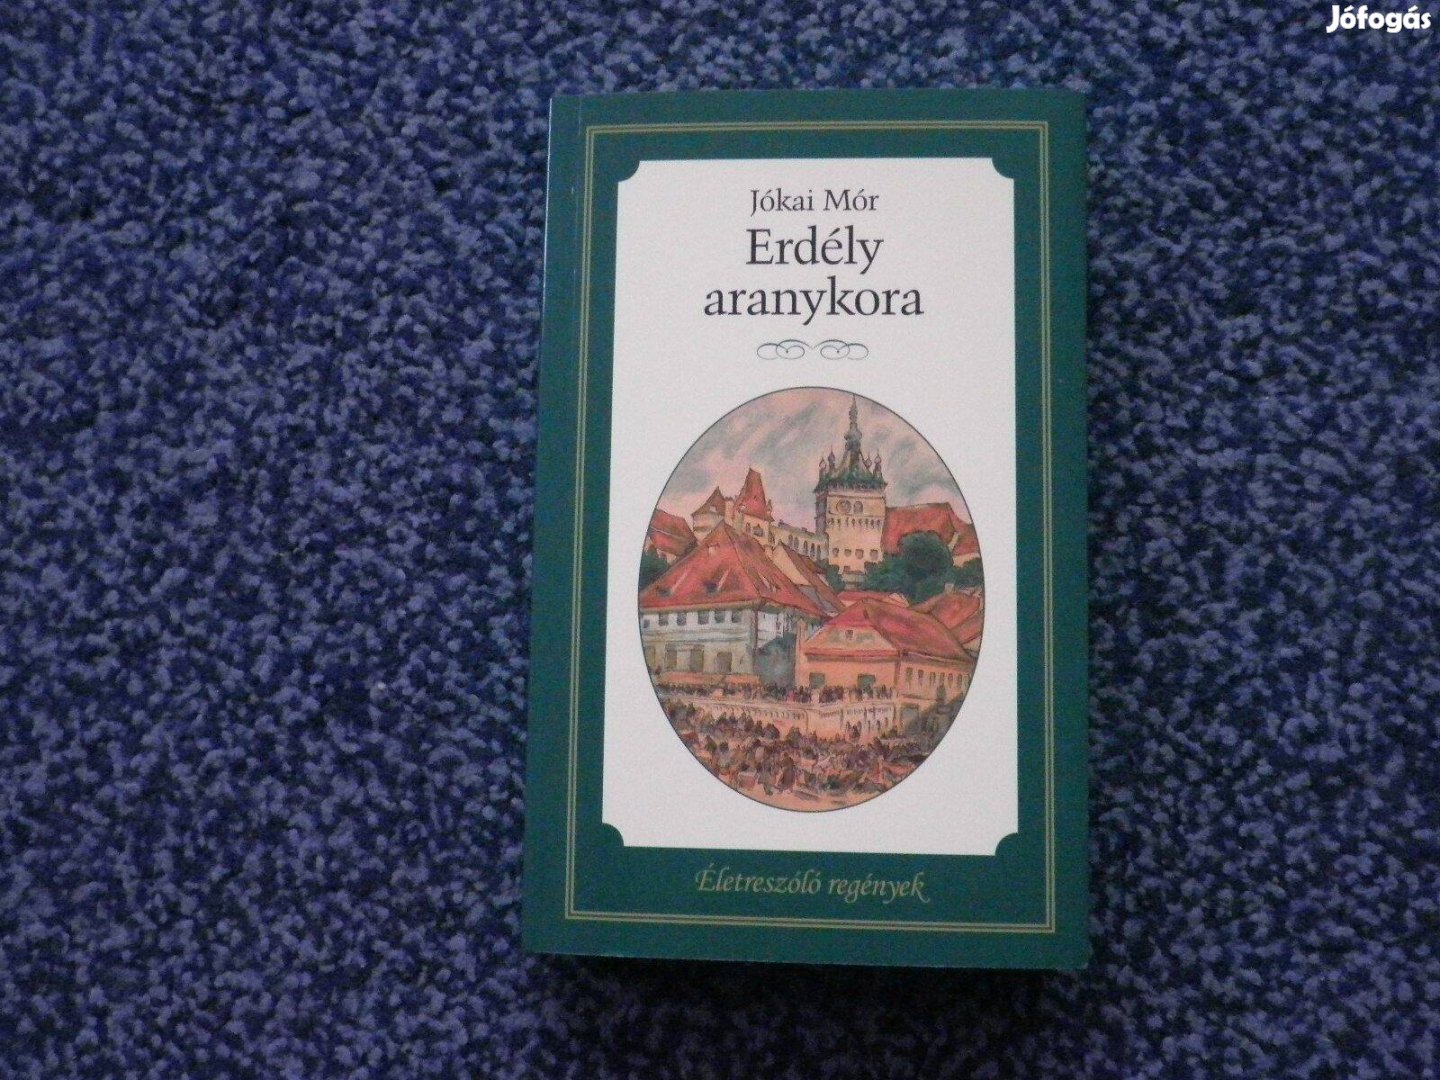 Jófogás
Jókai Mór
Erdély
aranykora
Életreszóló regények